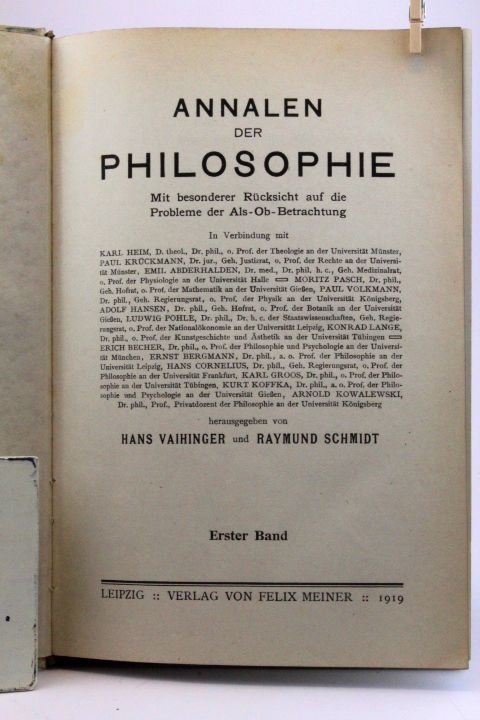 ANNALEN
DER
PHILOSOPHIE
Mit besonderer Rücksicht auf die
Probleme der Als-Ob-Betrachtung
In Verbindung mit
KARL HEIM, D. theol., Dr. phil., o. Prof. der Theologie an der Universität Münster,
PAUL KRÜCKMANN, Dr. jur., Geh. Justizrat, o. Prof. der Rechte an der Universi-
tät Münster, EMIL ABDERHALDEN, Dr. med., Dr. phil. h. c., Geh. Medizinalrat,
o. Prof. der Physiologie an der Universität Halle — MORITZ PASCH, Dr. phil.,
Geh. Hofrat, o. Prof. der Mathematik an der Universität Gießen, PAUL VOLKMANN,
Dr. phil., Geh. Regierungsrat, o. Prof. der Physik an der Universität Königsberg,
ADOLF HANSEN, Dr. phil., Geh. Hofrat, o. Prof. der Botanik an der Universität
Gießen, LUDWIG POHLE, Dr. phil., Dr. h. c. der Staatswissenschaften, Geh. Regie-
rungsrat, o. Prof. der Nationalökonomie an der Universität Leipzig, KONRAD LANGE,
Dr. phil., o. Prof. der Kunstgeschichte und Ästhetik an der Universität Tübingen —
ERICH BECHER, Dr. phil., o. Prof. der Philosophie und Psychologie an der Universi-
tät München, ERNST BERGMANN, Dr. phil., a. o. Prof. der Philosophie an der
Universität Leipzig, HANS CORNELIUS, Dr. phil., Geh. Regierungsrat, o. Prof. der
Philosophie an der Universität Frankfurt, KARL GROOS, Dr. phil., o. Prof. der Philo-
sophie an der Universität Tübingen, KURT KOFFKA, Dr. phil., a. o. Prof. der Philo-
sophie und Psychologie an der Universität Gießen, ARNOLD KOWALEWSKI,
Dr. phil., Prof., Privatdozent der Philosophie an der Universität Königsberg
herausgegeben von
HANS VAIHINGER und RAYMUND SCHMIDT
Erster Band
LEIPZIG :: VERLAG VON FELIX MEINER :: 1919